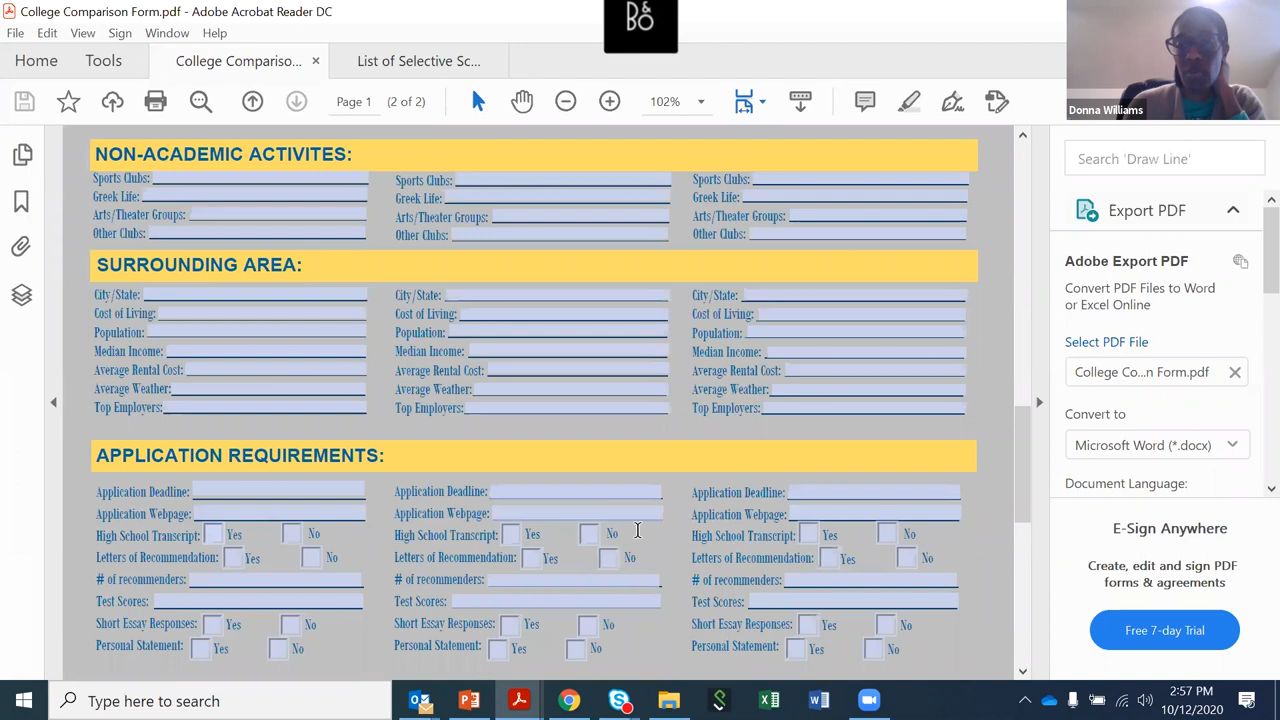 College Comparison Form.pdf - Adobe Acrobat Reader DC
File Edit View Sign Window Help
D&
BO
Donna Williams
Home Tools College Compariso... × List of Selective Sc...
Page 1 (2 of 2) 102%
Search 'Draw Line'
Export PDF
Adobe Export PDF
Convert PDF Files to Word
or Excel Online
Select PDF File
College Co...n Form.pdf
Convert to
Microsoft Word (*.docx)
Document Language:
E-Sign Anywhere
Create, edit and sign PDF
forms & agreements
Free 7-day Trial
NON-ACADEMIC ACTIVITES:
Sports Clubs: Sports Clubs: Sports Clubs:
Greek Life: Greek Life: Greek Life:
Arts/Theater Groups: Arts/Theater Groups: Arts/Theater Groups:
Other Clubs: Other Clubs: Other Clubs:
SURROUNDING AREA:
City/State: City/State: City/State:
Cost of Living: Cost of Living: Cost of Living:
Population: Population: Population:
Median Income: Median Income: Median Income:
Average Rental Cost: Average Rental Cost: Average Rental Cost:
Average Weather: Average Weather: Average Weather:
Top Employers: Top Employers: Top Employers:
APPLICATION REQUIREMENTS:
Application Deadline: Application Deadline: Application Deadline:
Application Webpage: Application Webpage: Application Webpage:
High School Transcript: Yes No High School Transcript: Yes No High School Transcript: Yes No
Letters of Recommendation: Yes No Letters of Recommendation: Yes No Letters of Recommendation: Yes No
# of recommenders: # of recommenders: # of recommenders:
Test Scores: Test Scores: Test Scores:
Short Essay Responses: Yes No Short Essay Responses: Yes No Short Essay Responses: Yes No
Personal Statement: Yes No Personal Statement: Yes No Personal Statement: Yes No
Type here to search
2:57 PM
10/12/2020